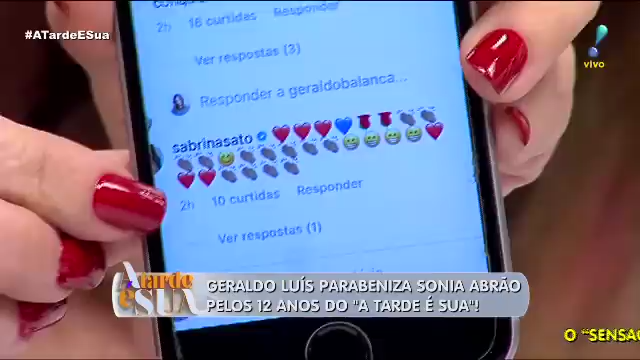 #ATardeESua
2h 16 curtidas Responder
Ver respostas (3)
Responder a geraldobalanca...
sabrinasato
2h 10 curtidas Responder
Ver respostas (1)
vivo
A tarde
é SUA
GERALDO LUÍS PARABENIZA SONIA ABRÃO
PELOS 12 ANOS DO "A TARDE É SUA"!
O "SENSAC